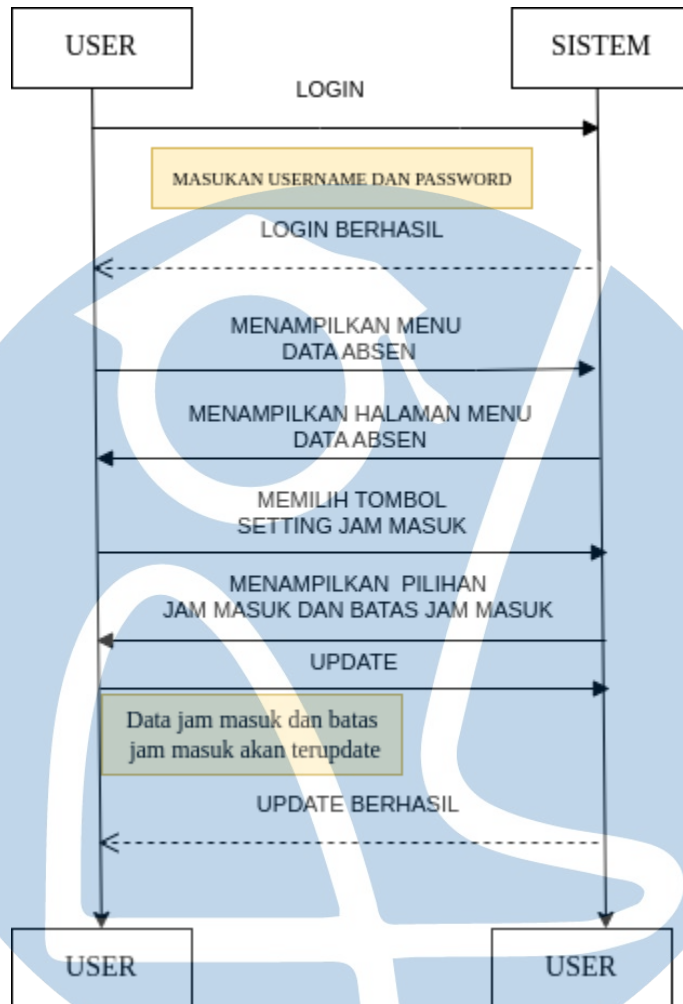 USER
SISTEM
LOGIN
MASUKAN USERNAME DAN PASSWORD
LOGIN BERHASIL
MENAMPILKAN MENU
DATA ABSEN
MENAMPILKAN HALAMAN MENU
DATA ABSEN
MEMILIH TOMBOL
SETTING JAM MASUK
MENAMPILKAN PILIHAN
JAM MASUK DAN BATAS JAM MASUK
UPDATE
Data jam masuk dan batas
jam masuk akan terupdate
UPDATE BERHASIL
USER
USER